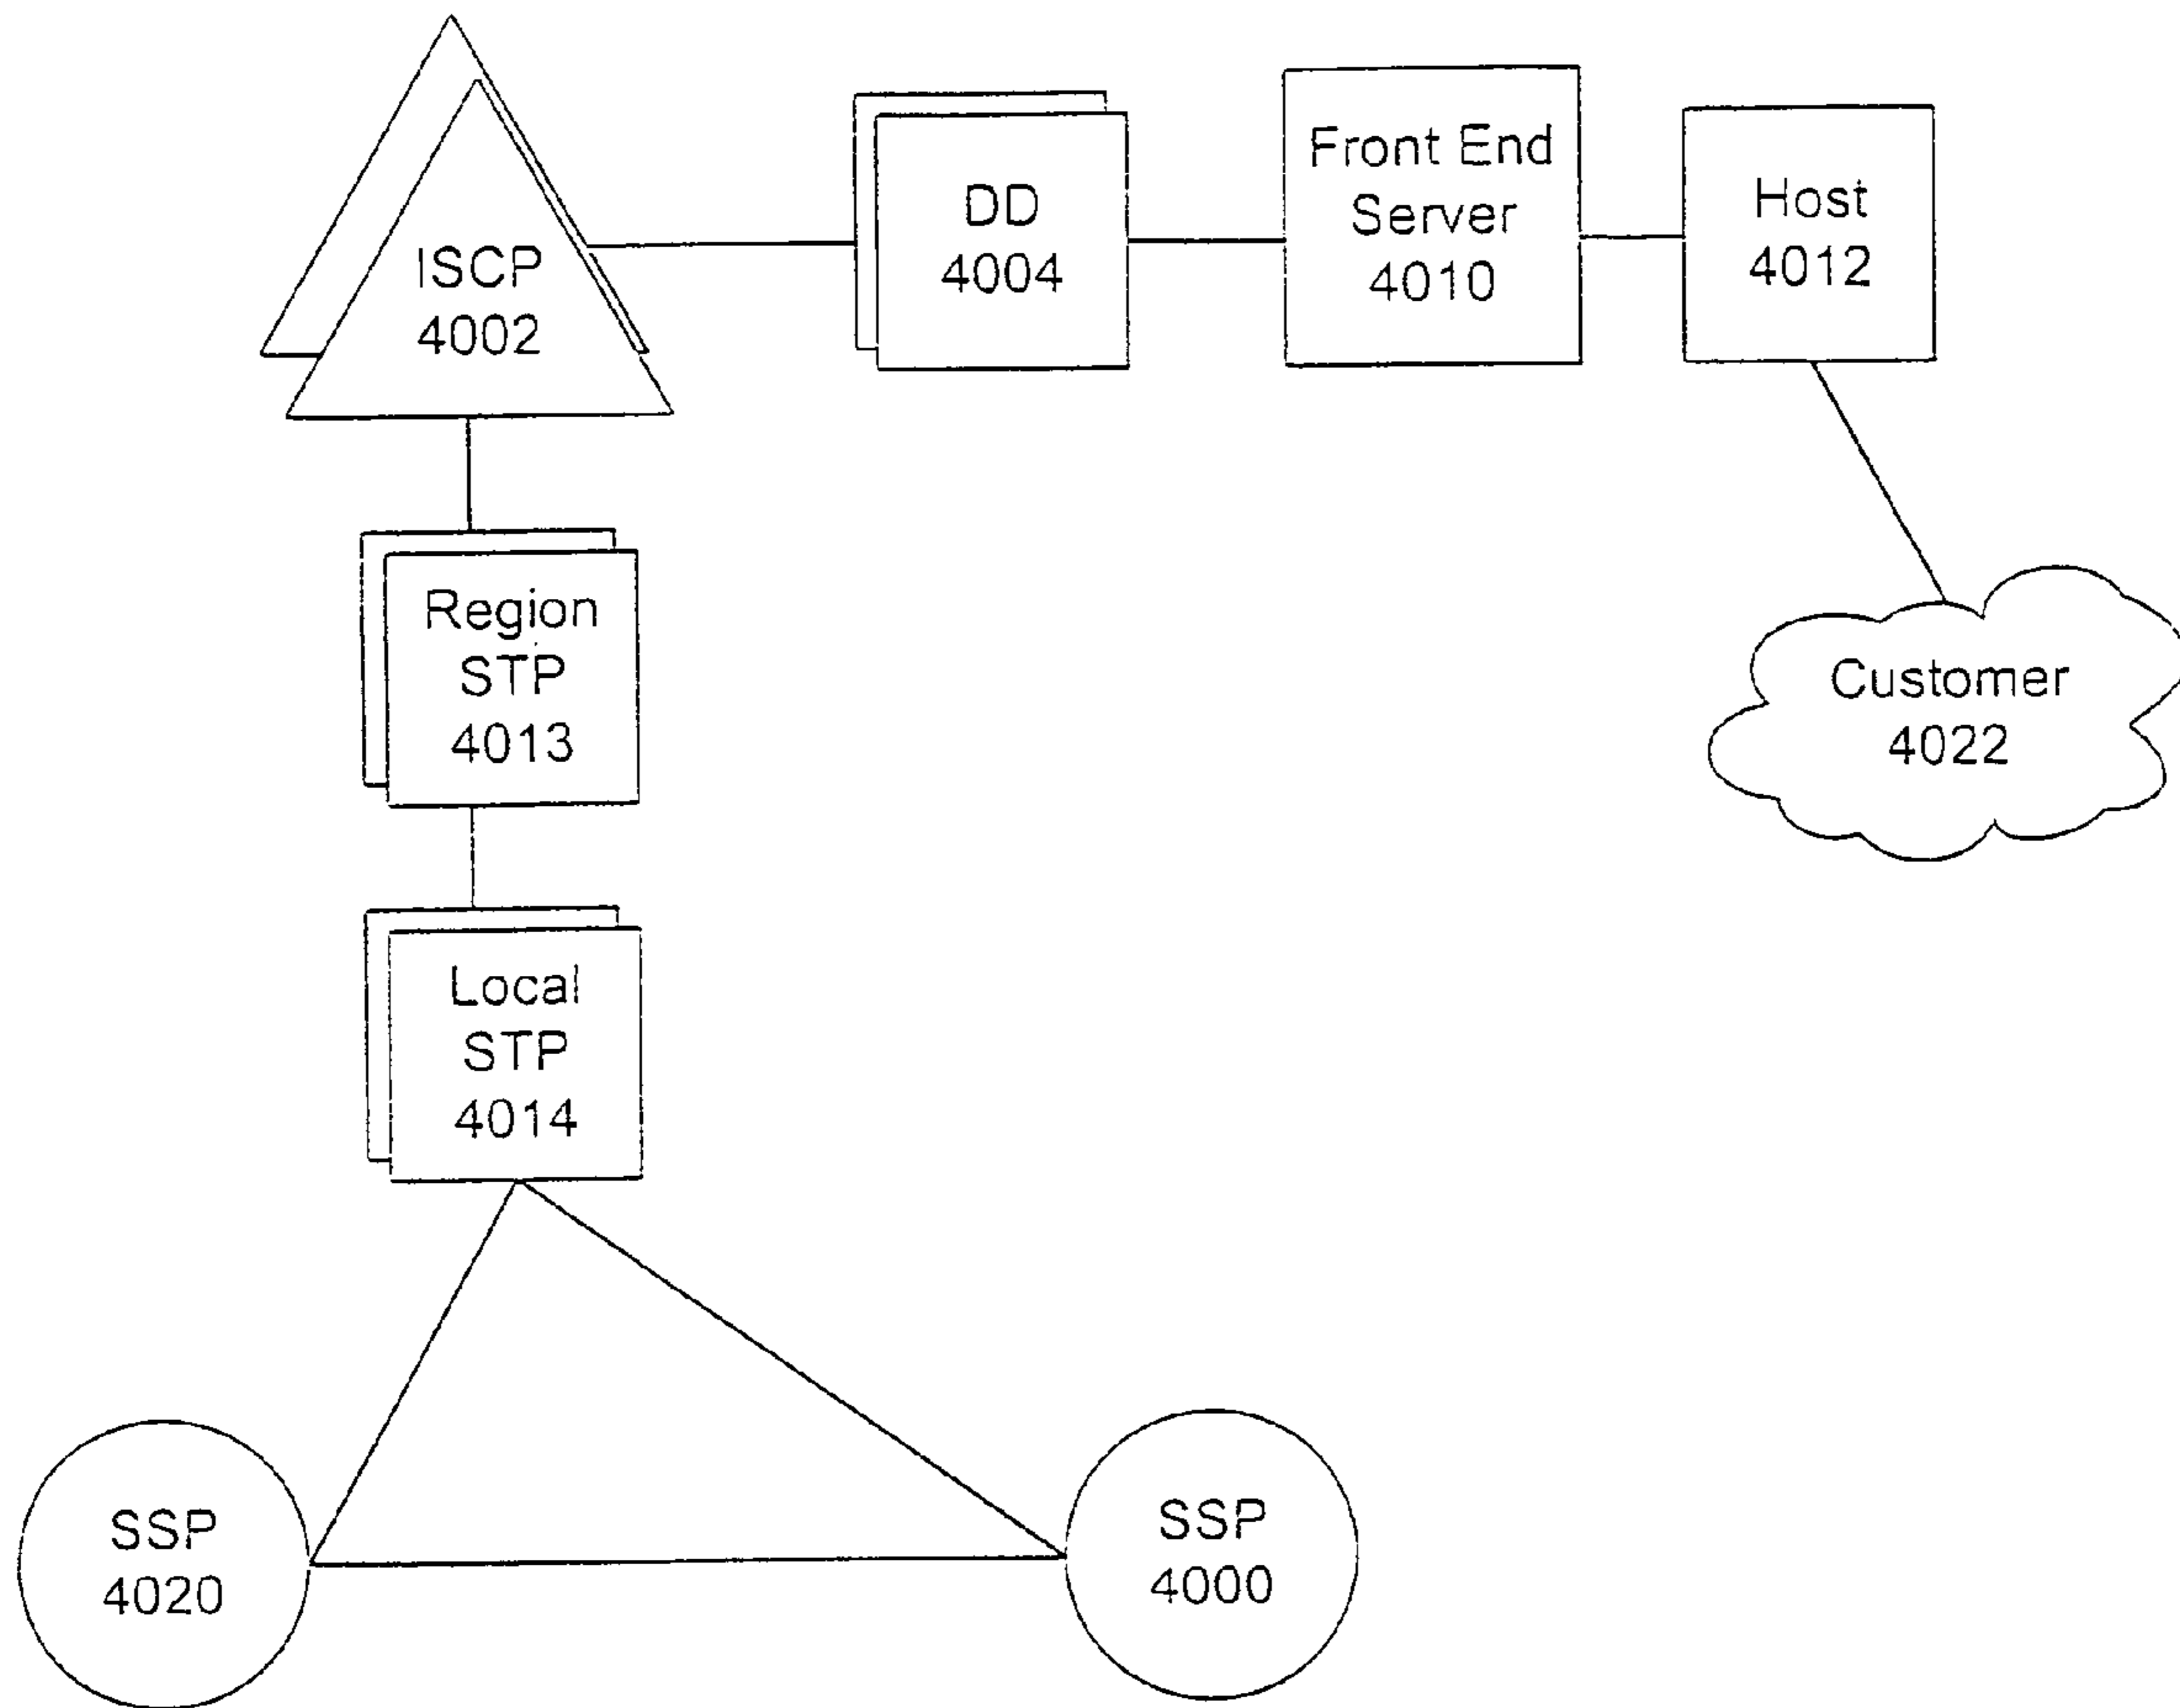 ISCP
4002
DD
4004
Front End
Server
4010
Host
4012
Region
STP
4013
Customer
4022
Local
STP
4014
SSP
4020
SSP
4000